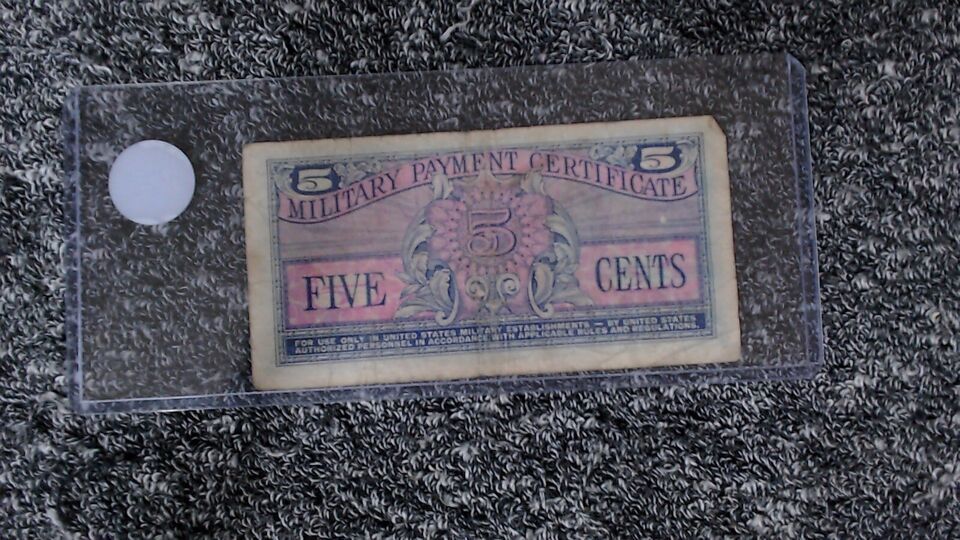 5 5
MILITARY PAYMENT CERTIFICATE
5
FIVE CENTS
FOR USE ONLY IN UNITED STATES MILITARY ESTABLISHMENTS — BY UNITED STATES
AUTHORIZED PERSONNEL IN ACCORDANCE WITH APPLICABLE RULES AND REGULATIONS.